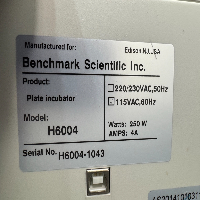 Manufactured for: Edison NJ, USA
Benchmark Scientific Inc.
Product: 220/230VAC, 50Hz
Plate incubator 115VAC, 60Hz
Model: Watts: 250 W
H6004 AMPS: 4A
Serial No. H6004-1043